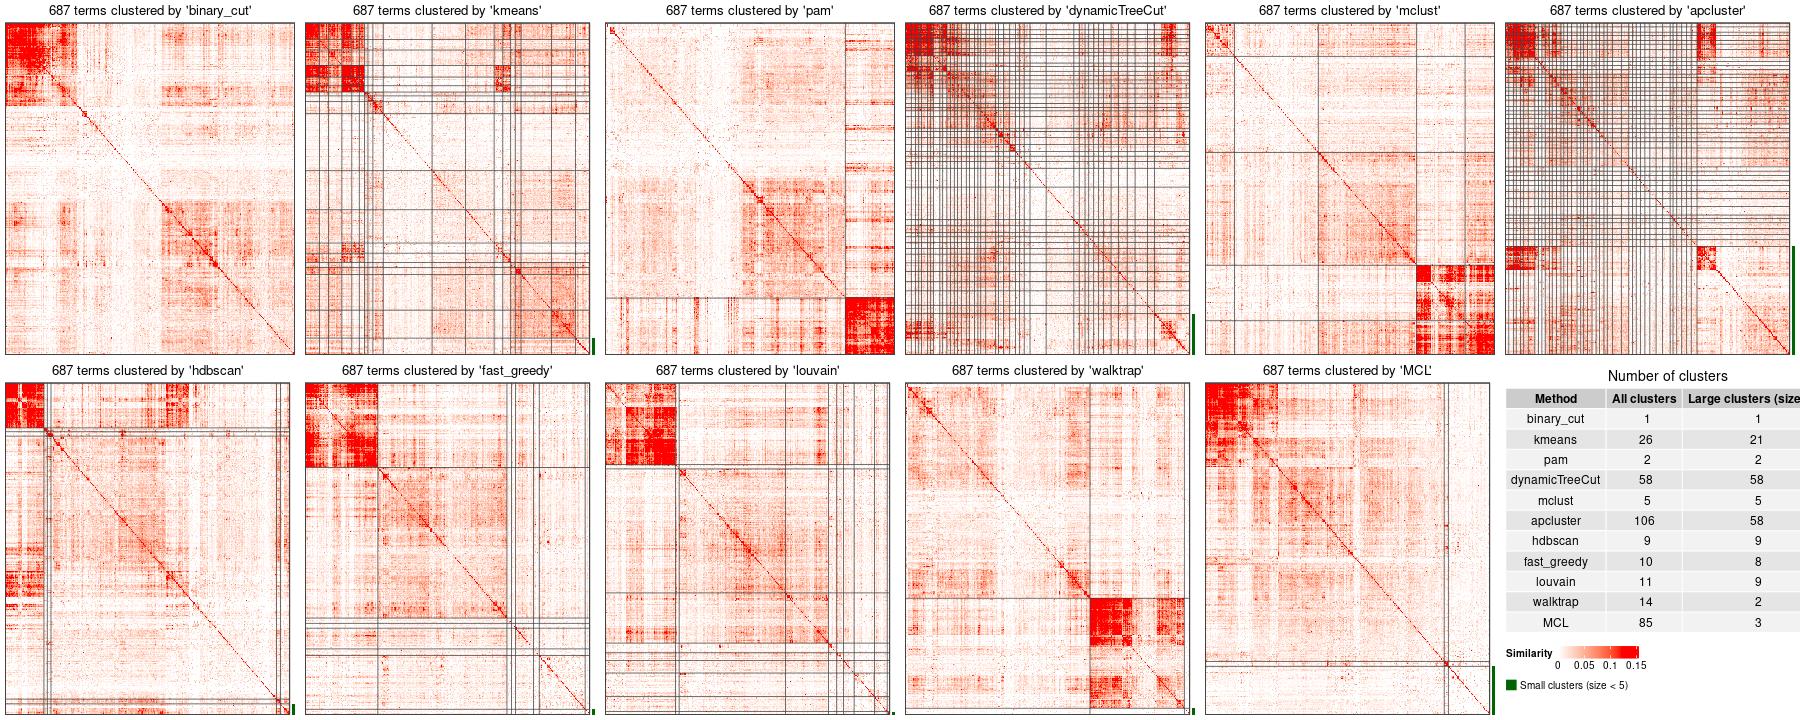 687 terms clustered by 'binary_cut'
687 terms clustered by 'kmeans'
687 terms clustered by 'pam'
687 terms clustered by 'dynamicTreeCut'
687 terms clustered by 'mclust'
687 terms clustered by 'apcluster'
687 terms clustered by 'hdbscan'
687 terms clustered by 'fast_greedy'
687 terms clustered by 'louvain'
687 terms clustered by 'walktrap'
687 terms clustered by 'MCL'
Number of clusters
Method All clusters Large clusters (size
binary_cut 1 1
kmeans 26 21
pam 2 2
dynamicTreeCut 58 58
mclust 5 5
apcluster 106 58
hdbscan 9 9
fast_greedy 10 8
louvain 11 9
walktrap 14 2
MCL 85 3
Similarity
0 0.05 0.1 0.15
Small clusters (size < 5)